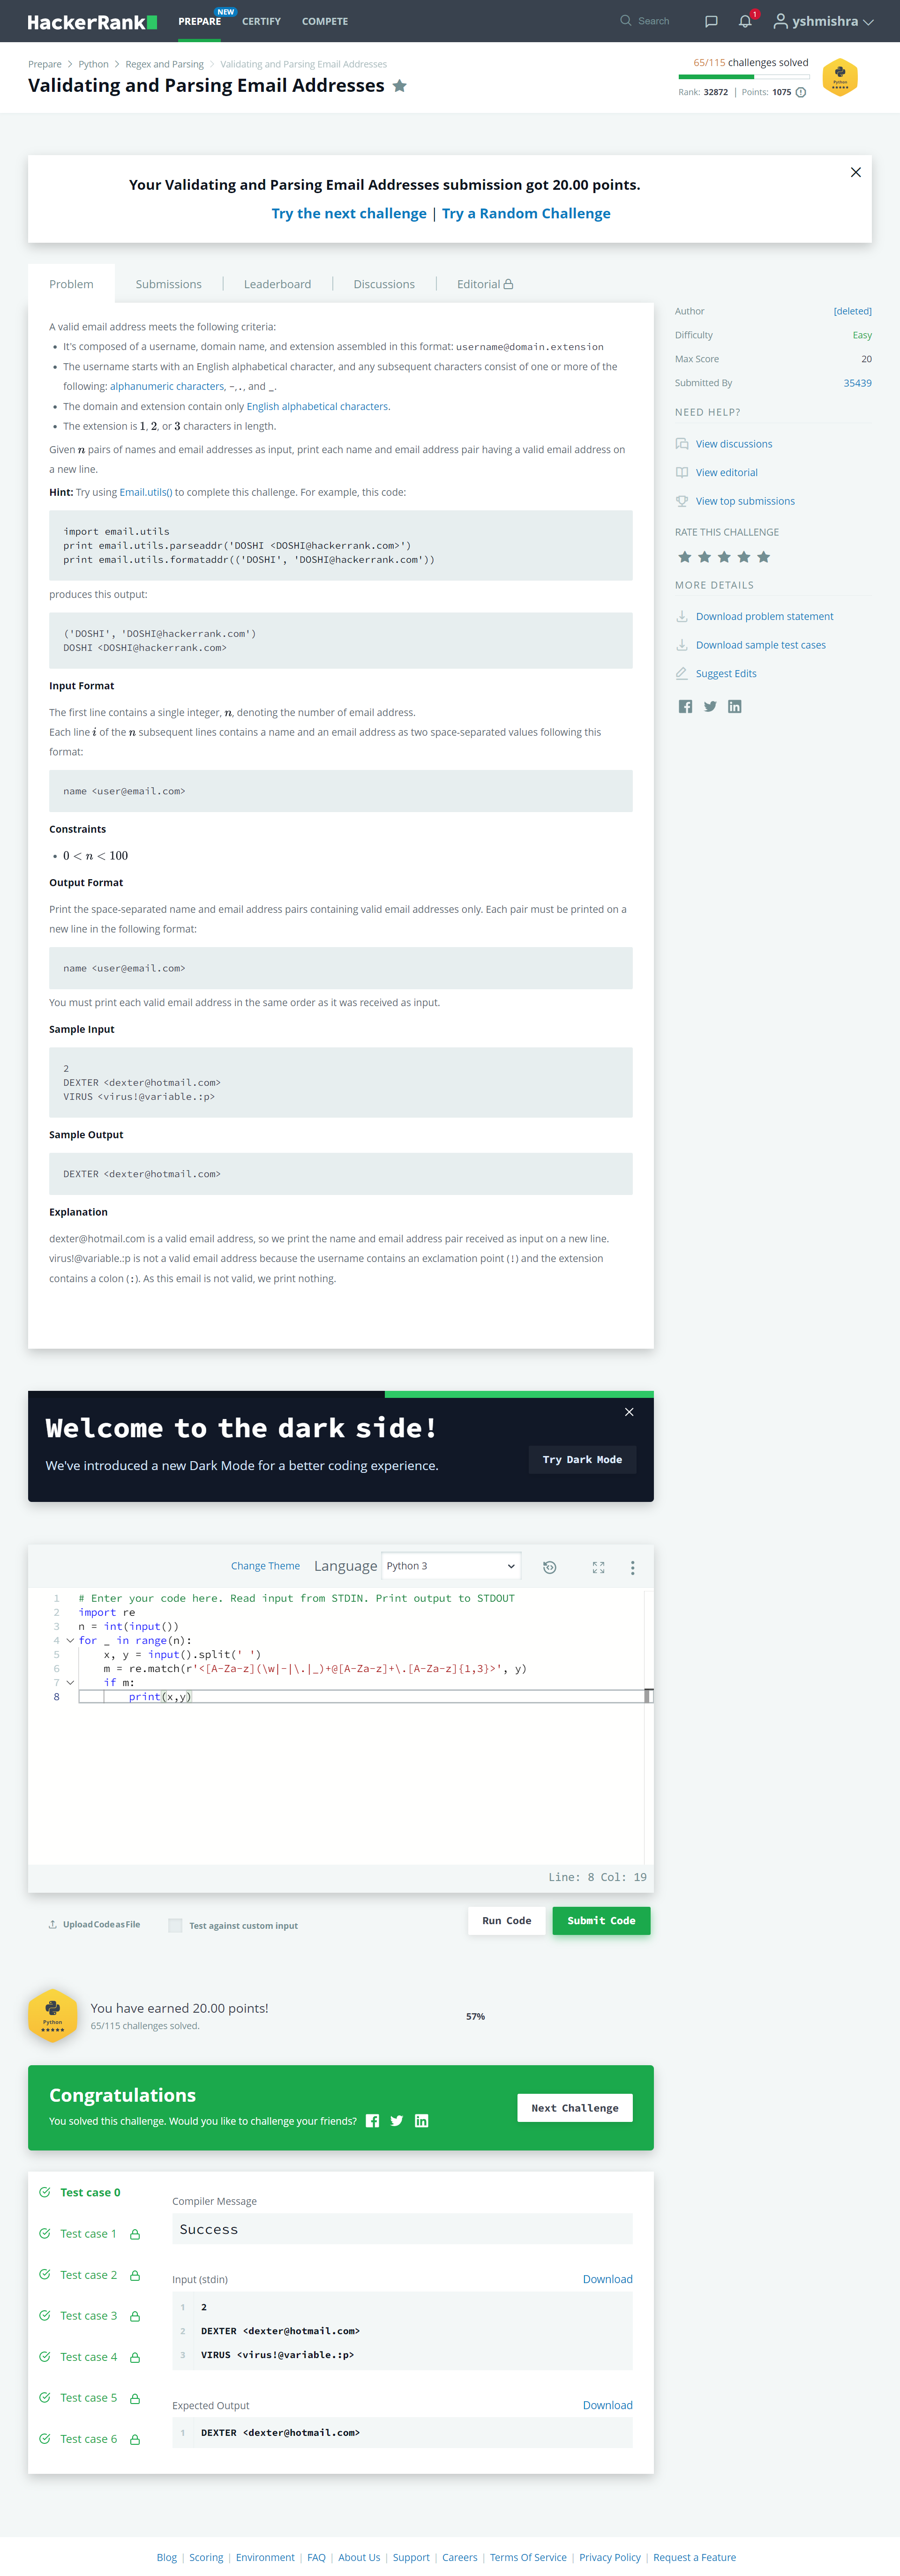 HackerRank
PREPARE
NEW
CERTIFY
COMPETE
Search
1
yshmishra
Prepare > Python > Regex and Parsing > Validating and Parsing Email Addresses
Validating and Parsing Email Addresses
65/115 challenges solved
Rank: 32872 | Points: 1075
Python
Your Validating and Parsing Email Addresses submission got 20.00 points.
Try the next challenge | Try a Random Challenge
Problem
Submissions
Leaderboard
Discussions
Editorial
A valid email address meets the following criteria:
• It's composed of a username, domain name, and extension assembled in this format: username@domain.extension
• The username starts with an English alphabetical character, and any subsequent characters consist of one or more of the
following: alphanumeric characters, -,., and _.
• The domain and extension contain only English alphabetical characters.
• The extension is 1, 2, or 3 characters in length.
Given n pairs of names and email addresses as input, print each name and email address pair having a valid email address on
a new line.
Hint: Try using Email.utils() to complete this challenge. For example, this code:
import email.utils
print email.utils.parseaddr('DOSHI <DOSHI@hackerrank.com>')
print email.utils.formataddr(('DOSHI', 'DOSHI@hackerrank.com'))
produces this output:
('DOSHI', 'DOSHI@hackerrank.com')
DOSHI <DOSHI@hackerrank.com>
Input Format
The first line contains a single integer, n, denoting the number of email address.
Each line i of the n subsequent lines contains a name and an email address as two space-separated values following this
format:
name <user@email.com>
Constraints
• 0 < n < 100
Output Format
Print the space-separated name and email address pairs containing valid email addresses only. Each pair must be printed on a
new line in the following format:
name <user@email.com>
You must print each valid email address in the same order as it was received as input.
Sample Input
2
DEXTER <dexter@hotmail.com>
VIRUS <virus!@variable.:p>
Sample Output
DEXTER <dexter@hotmail.com>
Explanation
dexter@hotmail.com is a valid email address, so we print the name and email address pair received as input on a new line.
virus!@variable.:p is not a valid email address because the username contains an exclamation point (!) and the extension
contains a colon (:). As this email is not valid, we print nothing.
Author [deleted]
Difficulty Easy
Max Score 20
Submitted By 35439
NEED HELP?
View discussions
View editorial
View top submissions
RATE THIS CHALLENGE
MORE DETAILS
Download problem statement
Download sample test cases
Suggest Edits
Welcome to the dark side!
We've introduced a new Dark Mode for a better coding experience.
Try Dark Mode
Change Theme
Language
Python 3
1 # Enter your code here. Read input from STDIN. Print output to STDOUT
2 import re
3 n = int(input())
4 for _ in range(n):
5 x, y = input().split(' ')
6 m = re.match(r'<[A-Za-z](\w|-|\.|_)+@[A-Za-z]+\.[A-Za-z]{1,3}>', y)
7 if m:
8 print(x,y)
Line: 8 Col: 19
Upload Code as File
Test against custom input
Run Code
Submit Code
Python
You have earned 20.00 points!
65/115 challenges solved.
57%
Congratulations
You solved this challenge. Would you like to challenge your friends?
Next Challenge
Test case 0
Test case 1
Test case 2
Test case 3
Test case 4
Test case 5
Test case 6
Compiler Message
Success
Input (stdin)
Download
1 2
2 DEXTER <dexter@hotmail.com>
3 VIRUS <virus!@variable.:p>
Expected Output
Download
1 DEXTER <dexter@hotmail.com>
Blog | Scoring | Environment | FAQ | About Us | Support | Careers | Terms Of Service | Privacy Policy | Request a Feature